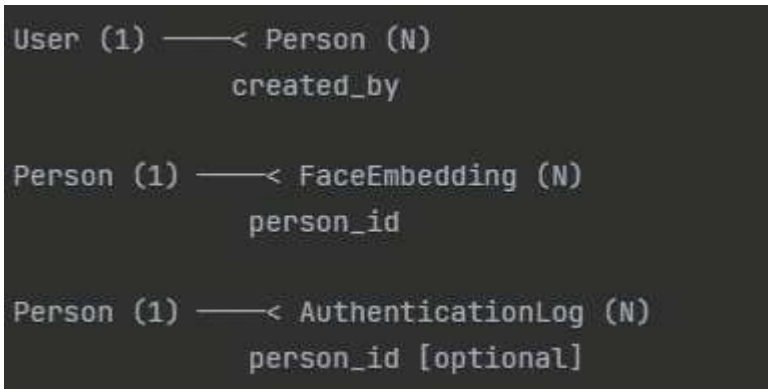 User (1) ────< Person (N)
created_by
Person (1) ────< FaceEmbedding (N)
person_id
Person (1) ────< AuthenticationLog (N)
person_id [optional]